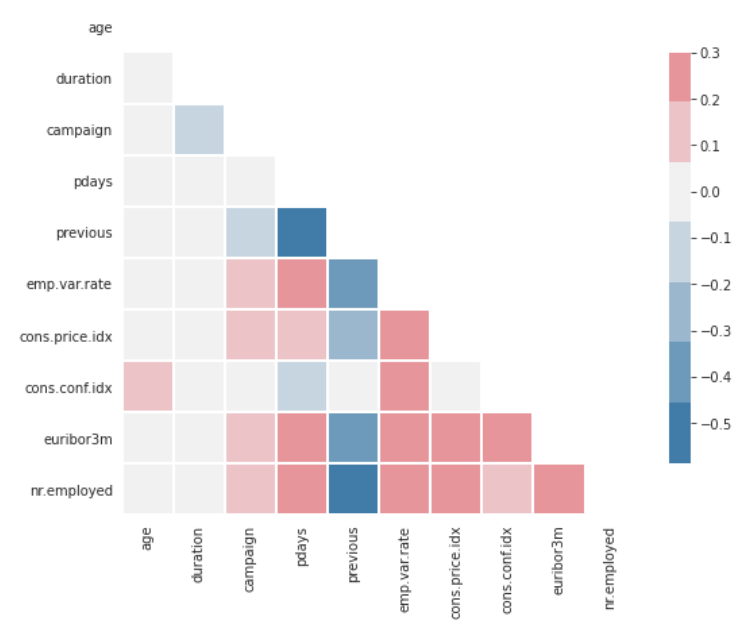 age
duration
campaign
pdays
previous
emp.var.rate
cons.price.idx
cons.conf.idx
euribor3m
nr.employed
0.3
0.2
0.1
0.0
−0.1
−0.2
−0.3
−0.4
−0.5
age
duration
campaign
pdays
previous
emp.var.rate
cons.price.idx
cons.conf.idx
euribor3m
nr.employed